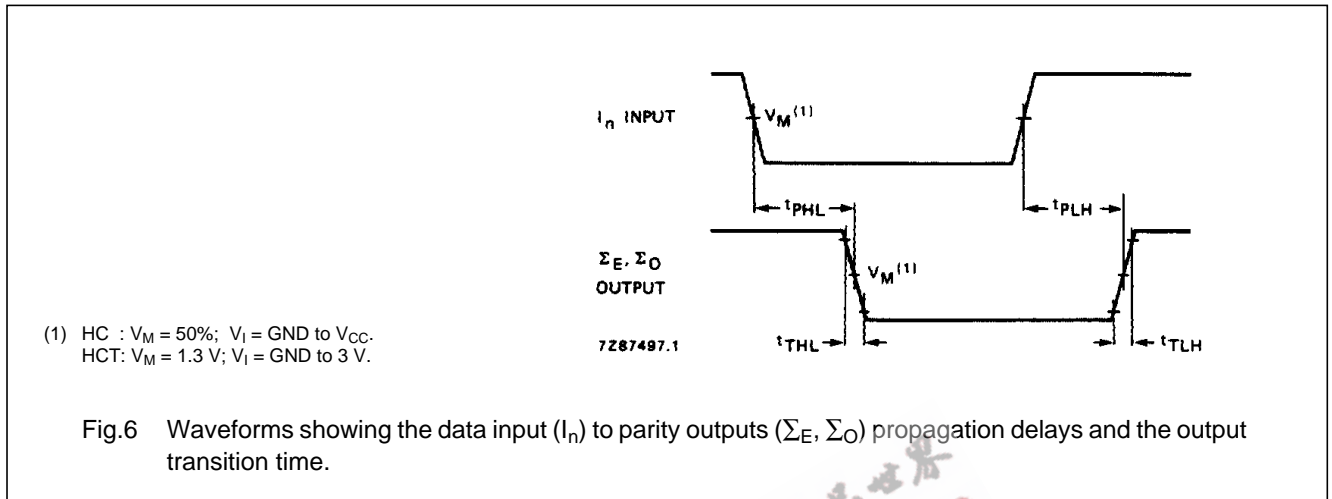 Iₙ INPUT
V_M(1)
t_PHL
t_PLH
Σ_E, Σ_O
OUTPUT
V_M(1)
7Z87497.1
t_THL
t_TLH
(1) HC : V_M = 50%; V_I = GND to V_CC.
HCT: V_M = 1.3 V; V_I = GND to 3 V.
Fig.6 Waveforms showing the data input (Iₙ) to parity outputs (Σ_E, Σ_O) propagation delays and the output
transition time.